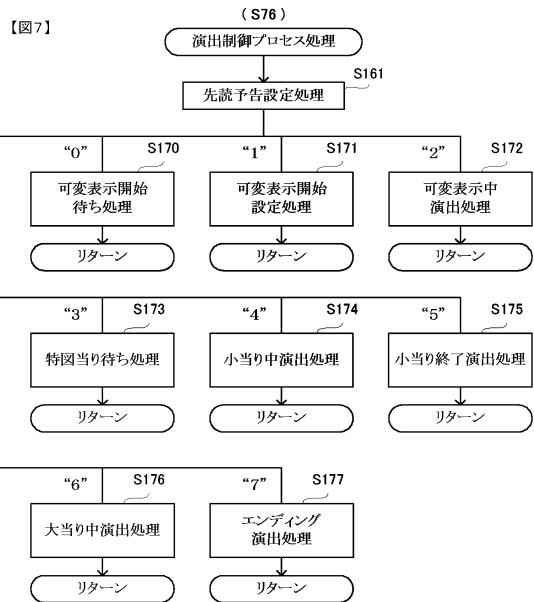 【図7】
(S76)
演出制御プロセス処理
S161
先読予告設定処理
“0”
S170
可変表示開始
待ち処理
リターン
“1”
S171
可変表示開始
設定処理
リターン
“2”
S172
可変表示中
演出処理
リターン
“3”
S173
特図当り待ち処理
リターン
“4”
S174
小当り中演出処理
リターン
“5”
S175
小当り終了演出処理
リターン
“6”
S176
大当り中演出処理
リターン
“7”
S177
エンディング
演出処理
リターン